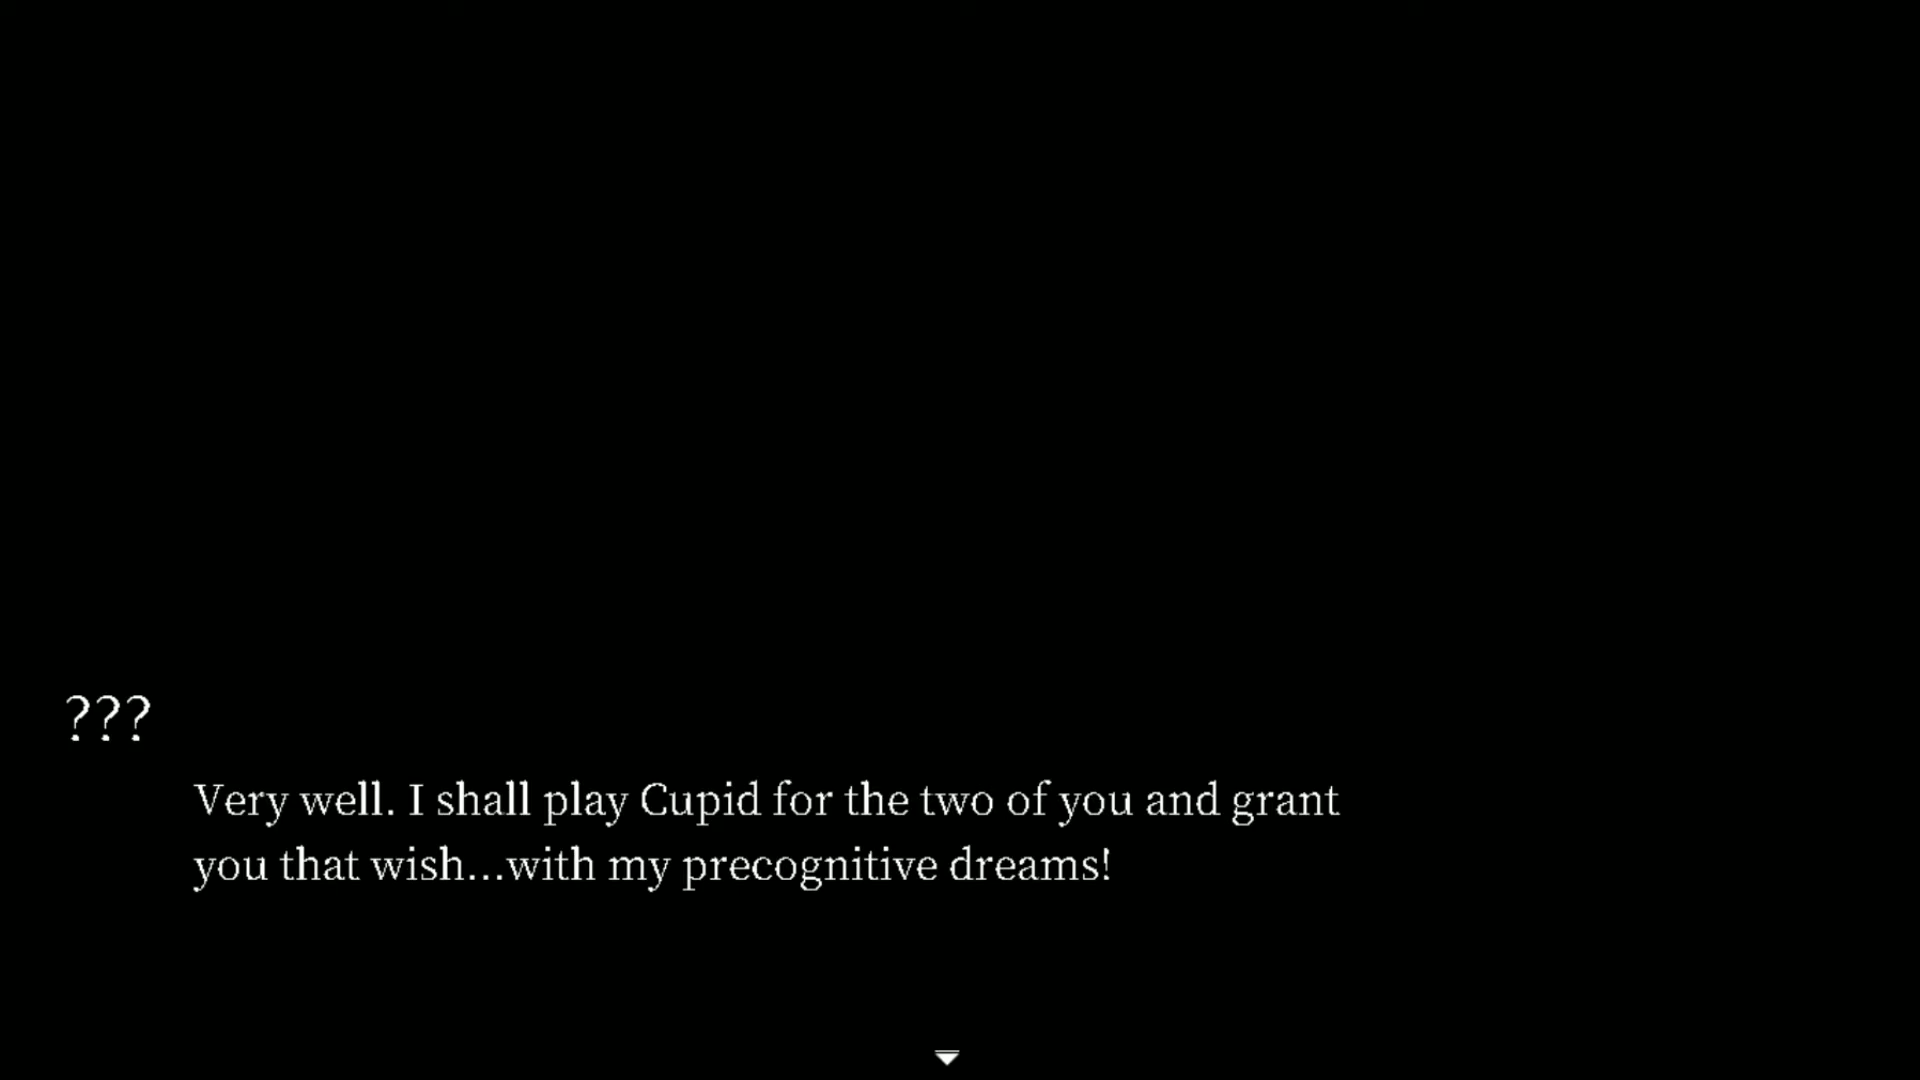 ???
Very well. I shall play Cupid for the two of you and grant
you that wish...with my precognitive dreams!